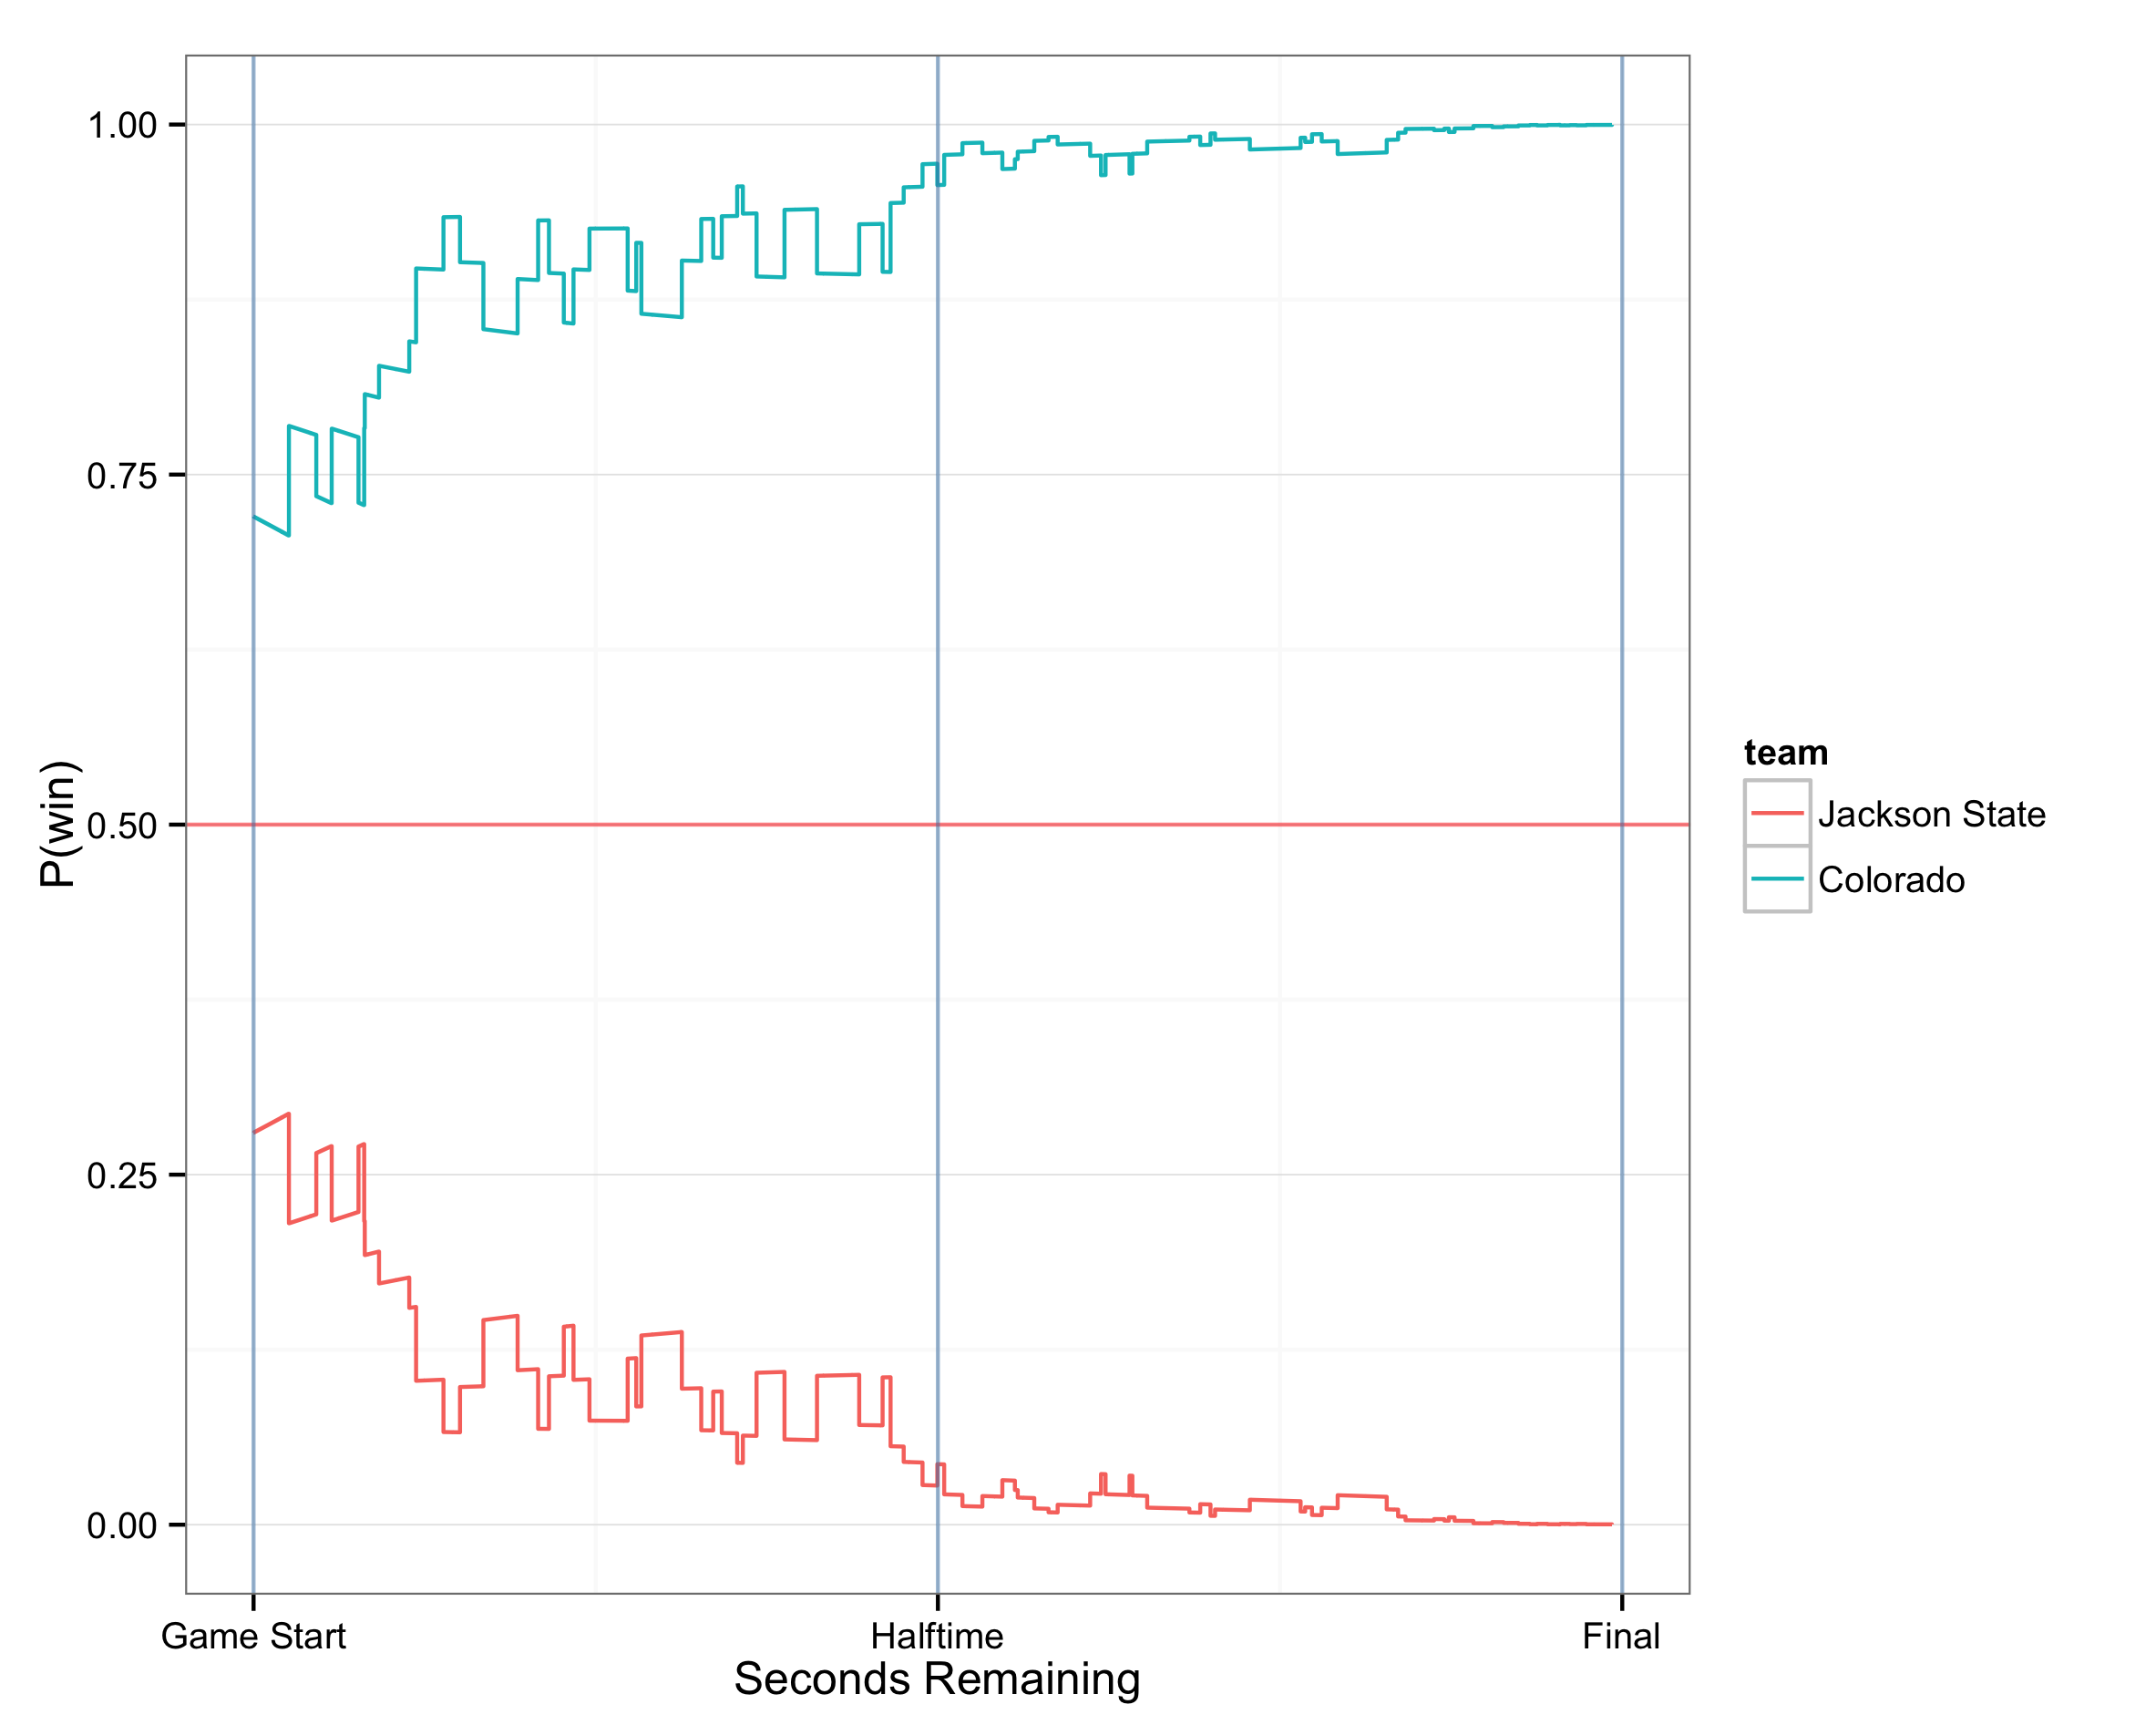 1.00
0.75
0.50
0.25
0.00
P(win)
Game Start
Halftime
Final
Seconds Remaining
team
Jackson State
Colorado